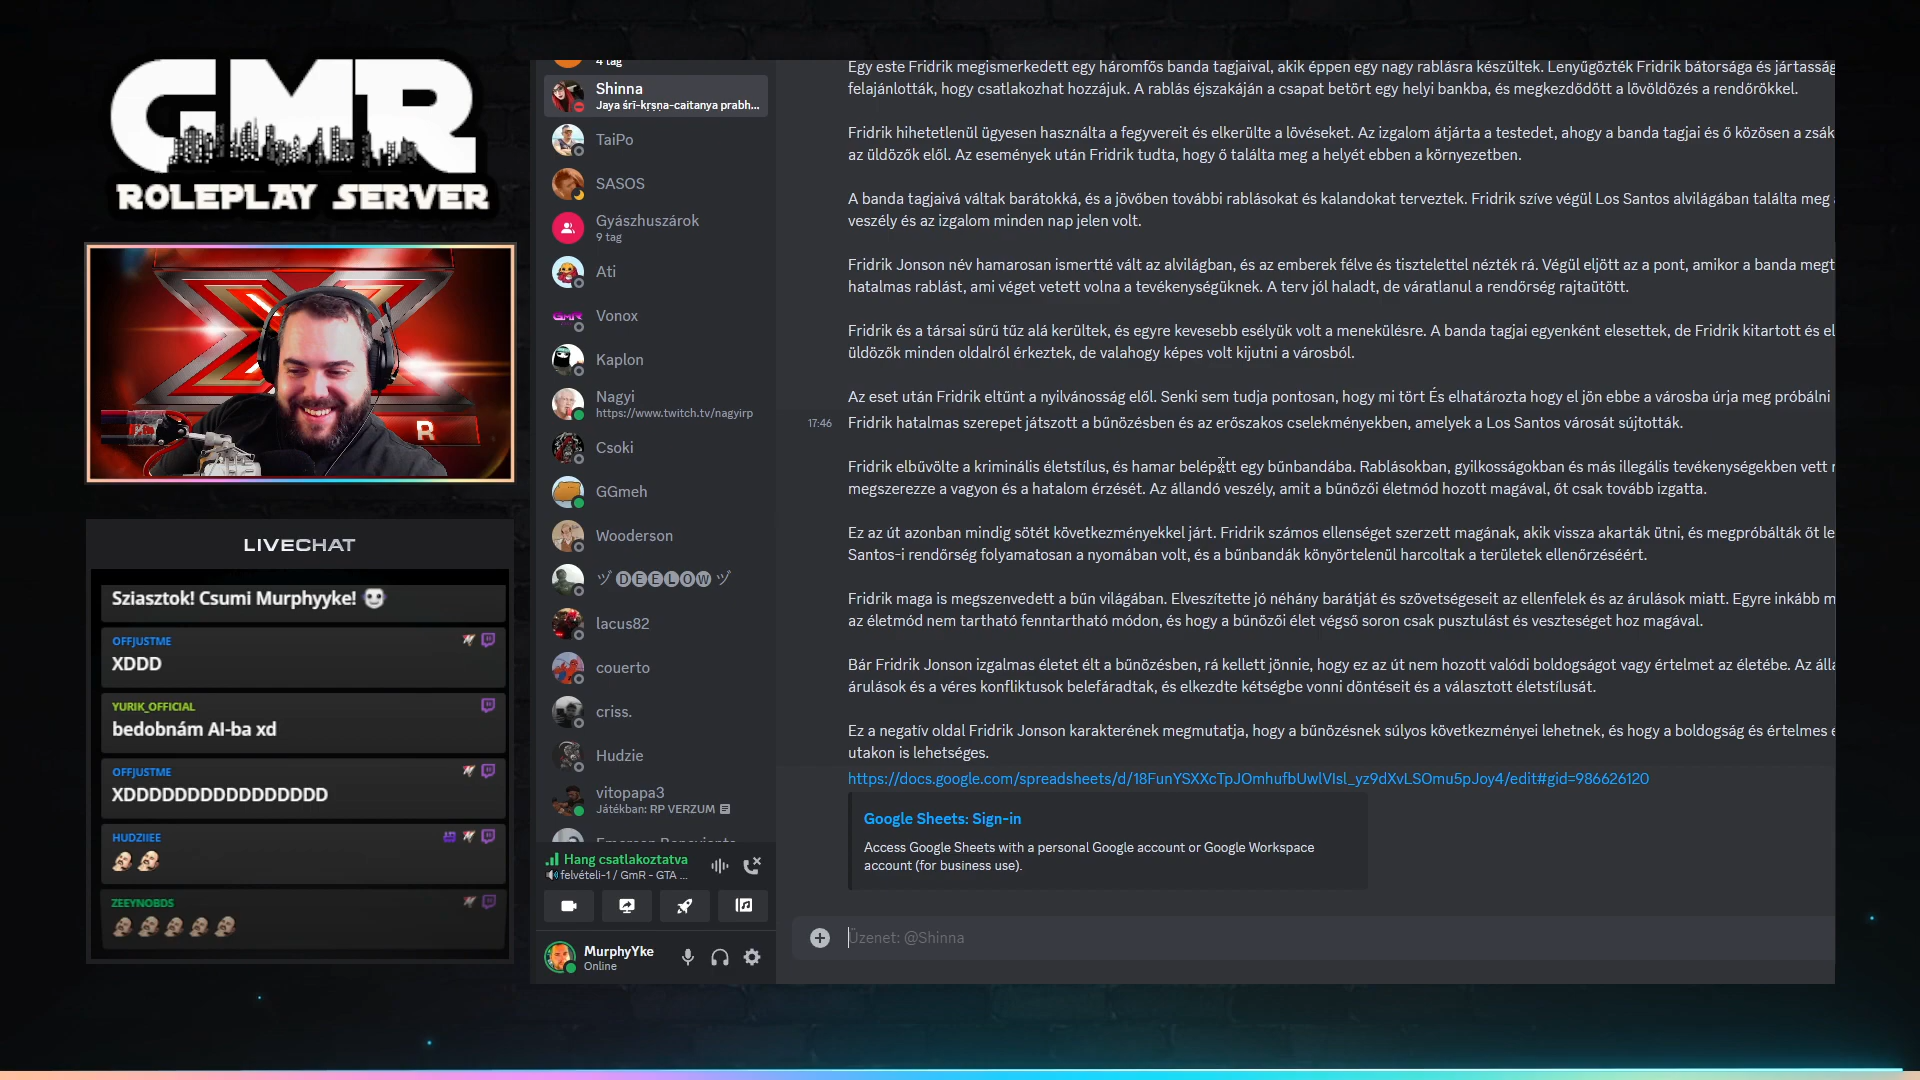 GMR
ROLEPLAY SERVER
R
LIVECHAT
Sziasztok! Csumi Murphyyke!
OFFJUSTME
XDDD
YURIK_OFFICIAL
bedobnám AI-ba xd
OFFJUSTME
XDDDDDDDDDDDDDDDD
HUDZIIEE
ZEEYNOBDS
4 tag
Shinna
Jaya śrī-kṛṣṇa-caitanya prabh...
TaiPo
SASOS
Gyászhuszárok
9 tag
Ati
GMR
Vonox
Kaplon
Nagyi
https://www.twitch.tv/nagyirp
Csoki
GGmeh
Wooderson
ヅ 🅓🅔🅔🅛🅞🅦 ヅ
lacus82
couerto
criss.
Hudzie
vitopapa3
Játékban: RP VERZUM
Hang csatlakoztatva
felvételi-1 / GmR - GTA ...
MurphyYke
Online
Egy este Fridrik megismerkedett egy háromfős banda tagjaival, akik éppen egy nagy rablásra készültek. Lenyűgözték Fridrik bátorsága és jártasság
felajánlották, hogy csatlakozhat hozzájuk. A rablás éjszakáján a csapat betört egy helyi bankba, és megkezdődött a lövöldözés a rendőrökkel.
Fridrik hihetetlenül ügyesen használta a fegyvereit és elkerülte a lövéseket. Az izgalom átjárta a testedet, ahogy a banda tagjai és ő közösen a zsák
az üldözök elől. Az események után Fridrik tudta, hogy ő találta meg a helyét ebben a környezetben.
A banda tagjaivá váltak barátokká, és a jövőben további rablásokat és kalandokat terveztek. Fridrik szíve végül Los Santos alvilágában találta meg
veszély és az izgalom minden nap jelen volt.
Fridrik Jonson név hamarosan ismertté vált az alvilágban, és az emberek félve és tisztelettel nézték rá. Végül eljött az a pont, amikor a banda megt
hatalmas rablást, ami véget vetett volna a tevékenységüknek. A terv jól haladt, de váratlanul a rendőrség rajtaütött.
Fridrik és a társai sűrű tűz alá kerültek, és egyre kevesebb esélyük volt a menekülésre. A banda tagjai egyenként elesettek, de Fridrik kitartott és el
üldözők minden oldalról érkeztek, de valahogy képes volt kijutni a városból.
Az eset után Fridrik eltűnt a nyilvánosság elől. Senki sem tudja pontosan, hogy mi tört És elhatározta hogy el jön ebbe a városba úrja meg próbálni
17:46 Fridrik hatalmas szerepet játszott a bűnözésben és az erőszakos cselekményekben, amelyek a Los Santos városát sújtották.
Fridrik elbűvölte a kriminális életstílus, és hamar belépett egy bűnbandába. Rablásokban, gyilkosságokban és más illegális tevékenységekben vett r
megszerezze a vagyon és a hatalom érzését. Az állandó veszély, amit a bűnözői életmód hozott magával, őt csak tovább izgatta.
Ez az út azonban mindig sötét következményekkel járt. Fridrik számos ellenséget szerzett magának, akik vissza akarták ütni, és megpróbálták őt le
Santos-i rendőrség folyamatosan a nyomában volt, és a bűnbandák könyörtelenül harcoltak a területek ellenőrzéséért.
Fridrik maga is megszenvedett a bűn világában. Elveszítette jó néhány barátját és szövetségeseit az ellenfelek és az árulások miatt. Egyre inkább m
az életmód nem tartható fenntartható módon, és hogy a bűnözői élet végső soron csak pusztulást és veszteséget hoz magával.
Bár Fridrik Jonson izgalmas életet élt a bűnözésben, rá kellett jönnie, hogy ez az út nem hozott valódi boldogságot vagy értelmet az életébe. Az álla
árulások és a véres konfliktusok belefáradtak, és elkezdte kétségbe vonni döntéseit és a választott életstílusát.
Ez a negatív oldal Fridrik Jonson karakterének megmutatja, hogy a bűnözésnek súlyos következményei lehetnek, és hogy a boldogság és értelmes é
utakon is lehetséges.
https://docs.google.com/spreadsheets/d/18FunYSXXcTpJOmhufbUwlVIsl_yz9dXvLSOmu5pJoy4/edit#gid=986626120
Google Sheets: Sign-in
Access Google Sheets with a personal Google account or Google Workspace
account (for business use).
Üzenet: @Shinna